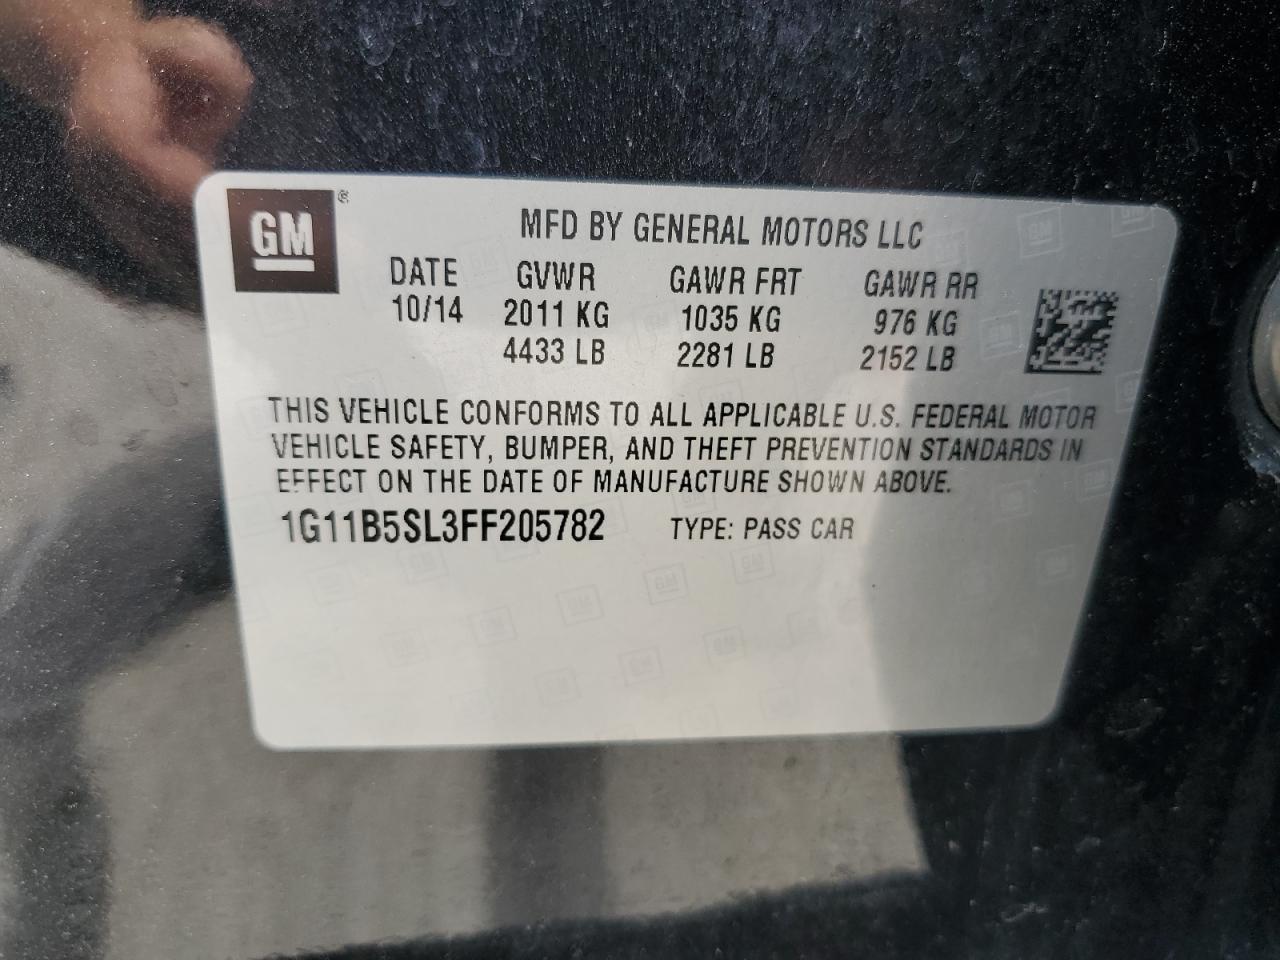 GM ®
MFD BY GENERAL MOTORS LLC
DATE GVWR GAWR FRT GAWR RR
10/14 2011 KG 1035 KG 976 KG
4433 LB 2281 LB 2152 LB
THIS VEHICLE CONFORMS TO ALL APPLICABLE U.S. FEDERAL MOTOR
VEHICLE SAFETY, BUMPER, AND THEFT PREVENTION STANDARDS IN
EFFECT ON THE DATE OF MANUFACTURE SHOWN ABOVE.
1G11B5SL3FF205782 TYPE: PASS CAR